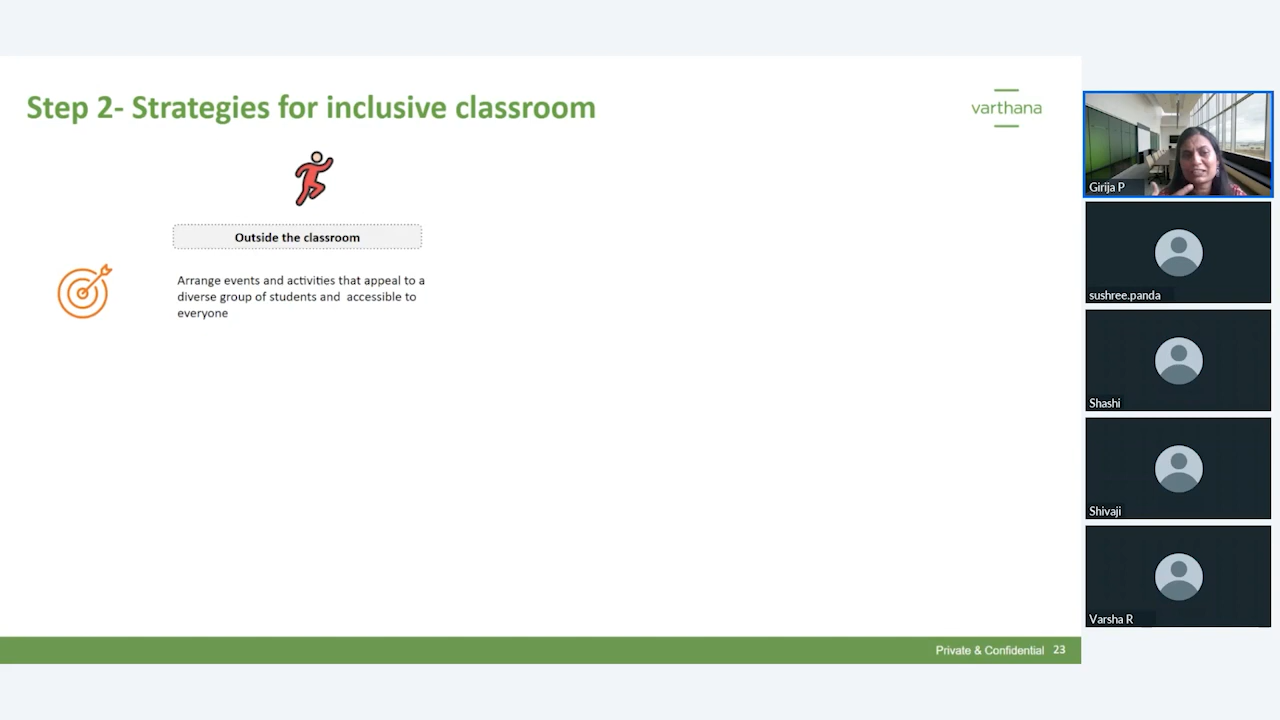 Step 2- Strategies for inclusive classroom
varthana
Outside the classroom
Arrange events and activities that appeal to a
diverse group of students and accessible to
everyone
Private & Confidential 23
Girija P
sushree.panda
Shashi
Shivaji
Varsha R